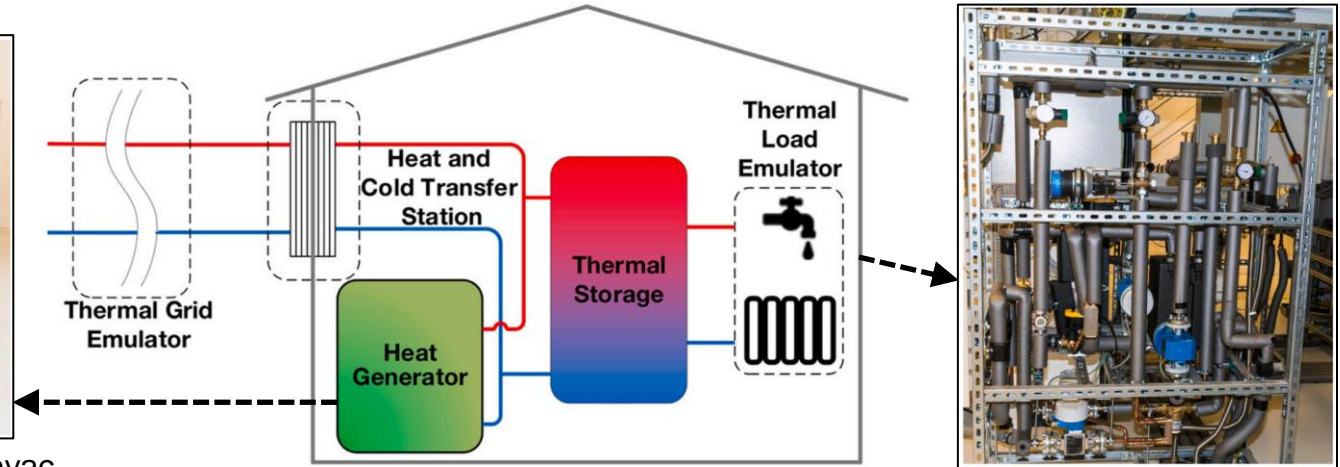 Thermal
Load
Emulator
Heat and
Cold Transfer
Station
Thermal
Storage
Thermal Grid
Emulator
Heat
Generator